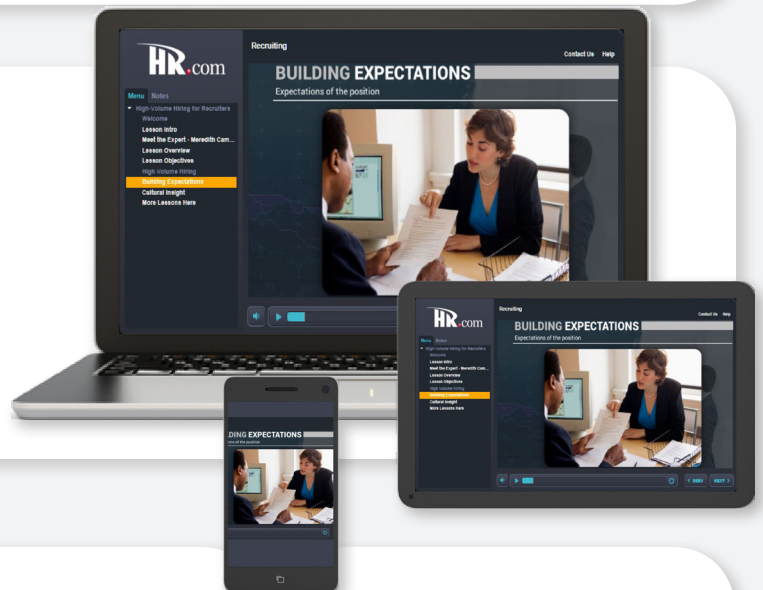 HR.com
Recruiting
Contact Us Help
Menu Notes
High-Volume Hiring for Recruiters
Welcome
Lesson Intro
Meet the Expert - Meredith Cam...
Lesson Overview
Lesson Objectives
High Volume Hiring
Building Expectations
Cultural Insight
More Lessons Here
BUILDING EXPECTATIONS
Expectations of the position
HR.com
Recruiting
Contact Us Help
Menu Notes
High-Volume Hiring for Recruiters
Welcome
Lesson Intro
Meet the Expert - Meredith Cam...
Lesson Overview
Lesson Objectives
High Volume Hiring
Building Expectations
Cultural Insight
More Lessons Here
BUILDING EXPECTATIONS
Expectations of the position
< PREV NEXT >
DING EXPECTATIONS
ons of the position